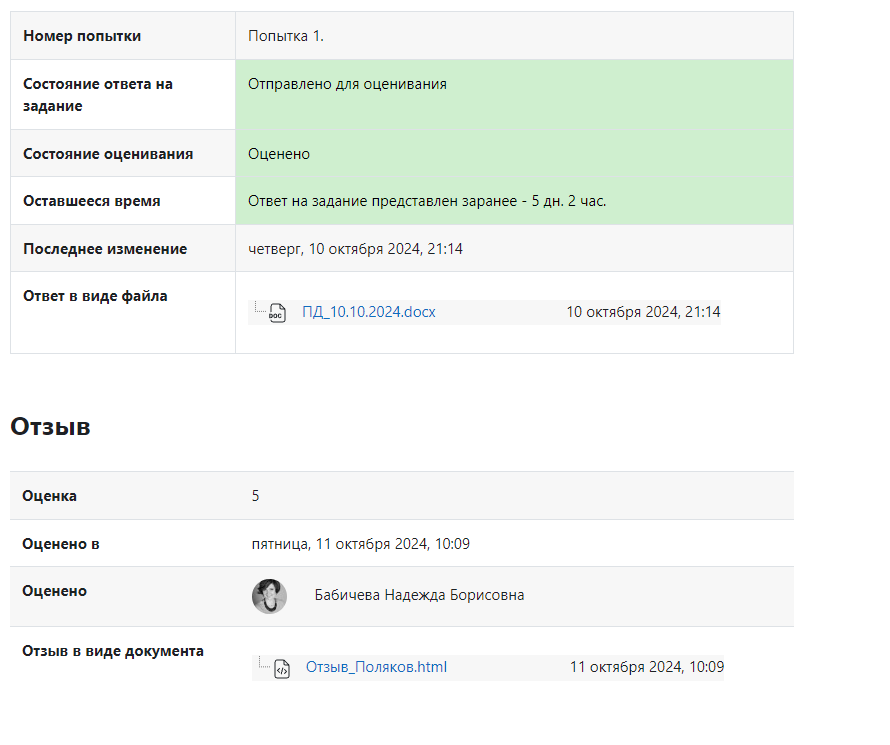 Номер попытки Попытка 1.
Состояние ответа на задание Отправлено для оценивания
Состояние оценивания Оценено
Оставшееся время Ответ на задание представлен заранее - 5 дн. 2 час.
Последнее изменение четверг, 10 октября 2024, 21:14
Ответ в виде файла
DOC ПД_10.10.2024.docx 10 октября 2024, 21:14
Отзыв
Оценка 5
Оценено в пятница, 11 октября 2024, 10:09
Оценено Бабичева Надежда Борисовна
Отзыв в виде документа
Отзыв_Поляков.html 11 октября 2024, 10:09